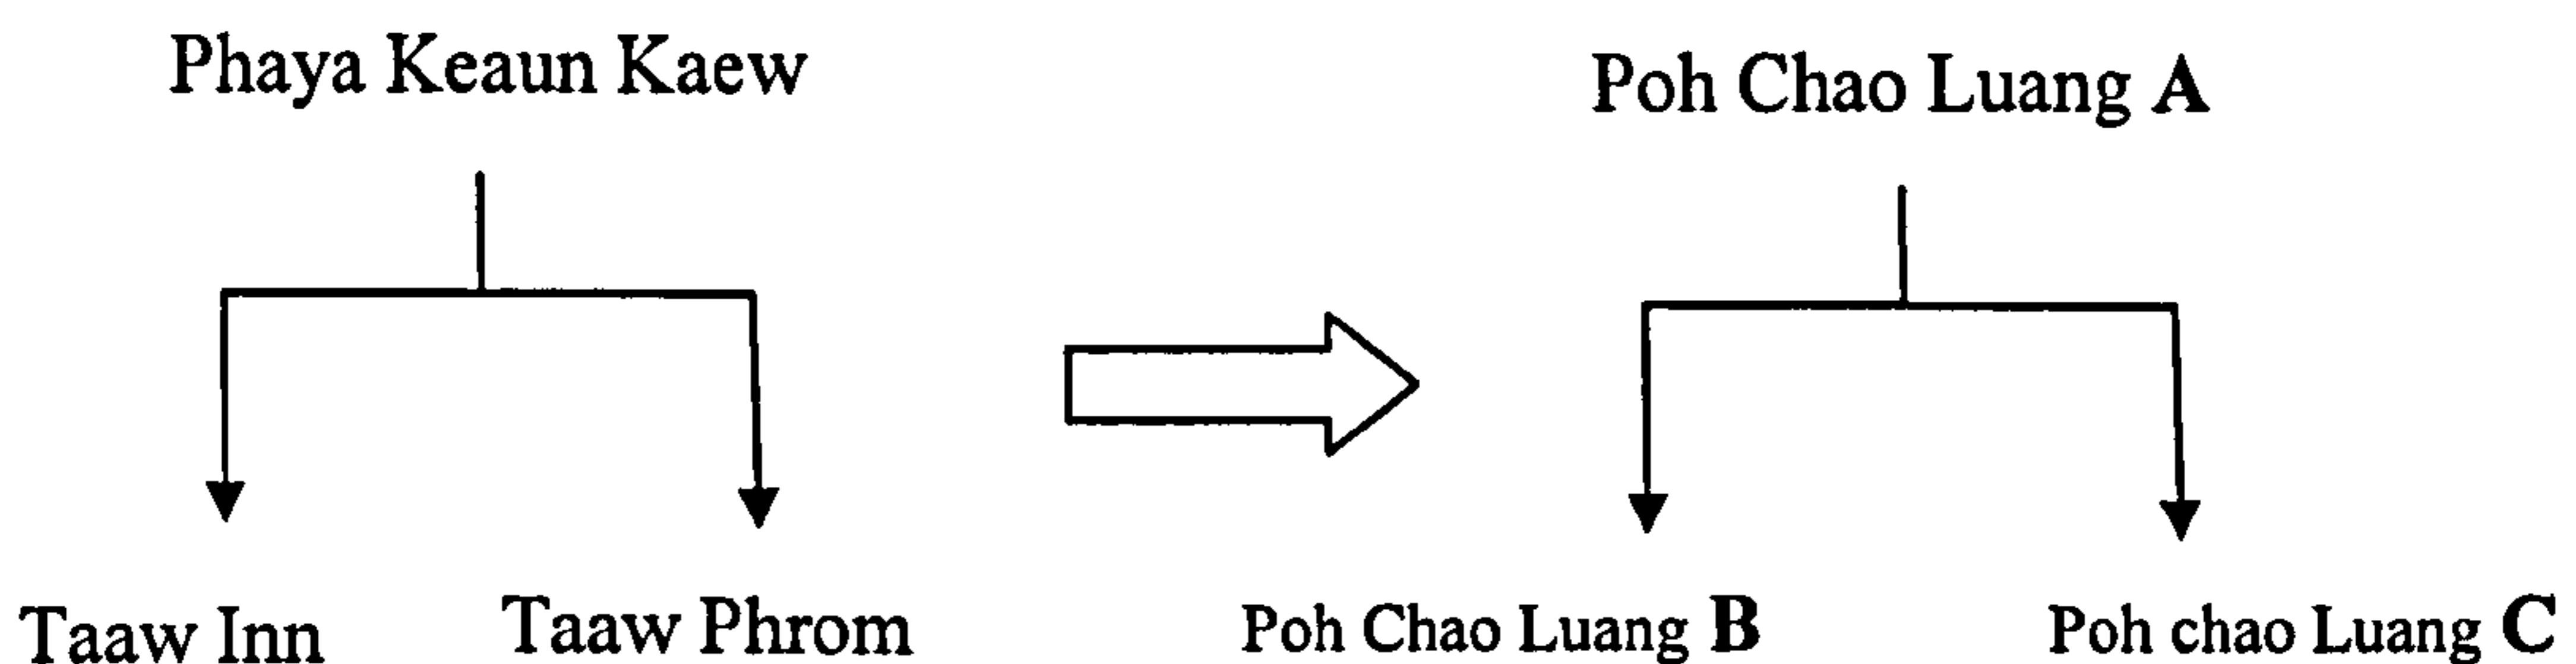 Phaya Keaun Kaew
Poh Chao Luang A
Taaw Inn
Taaw Phrom
Poh Chao Luang B
Poh chao Luang C